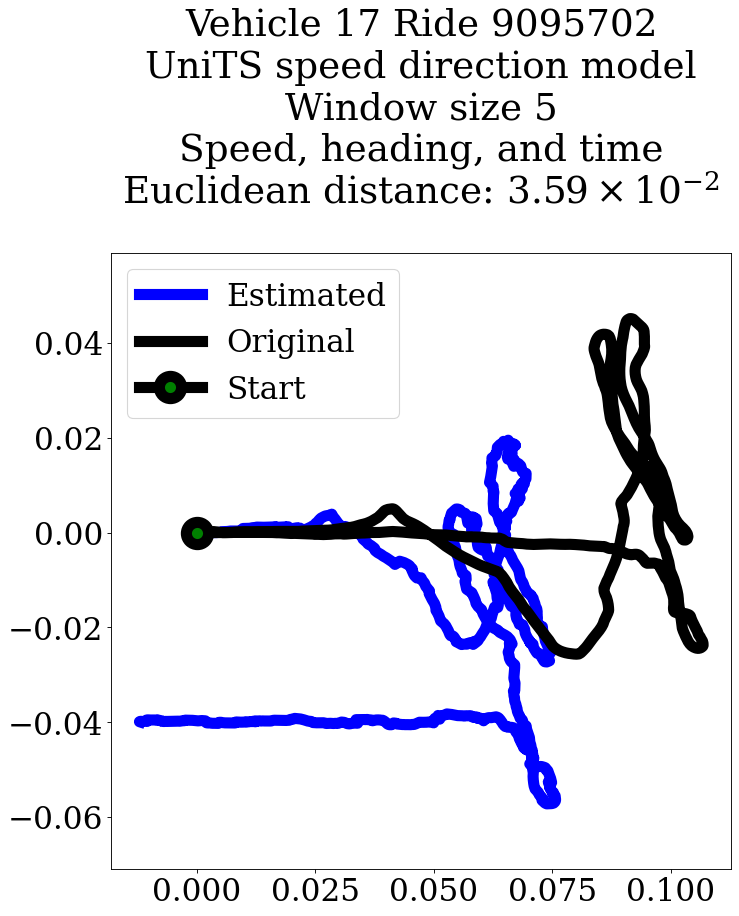 Vehicle 17 Ride 9095702
UniTS speed direction model
Window size 5
Speed, heading, and time
Euclidean distance: 3.59 × 10⁻²
Estimated
Original
Start
0.04
0.02
0.00
−0.02
−0.04
−0.06
0.000 0.025 0.050 0.075 0.100